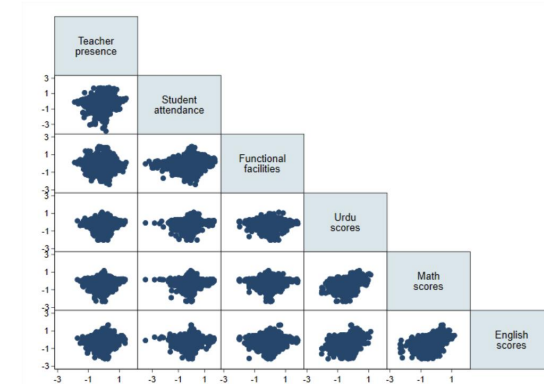 Teacher
presence
3
1
-1
-3
Student
attendance
3
1
-1
-3
Functional
facilities
3
1
-1
-3
Urdu
scores
3
1
-1
-3
Math
scores
3
1
-1
-3
English
scores
-3 -1 1 -3 -1 1 -3 -1 1 -3 -1 1 -3 -1 1